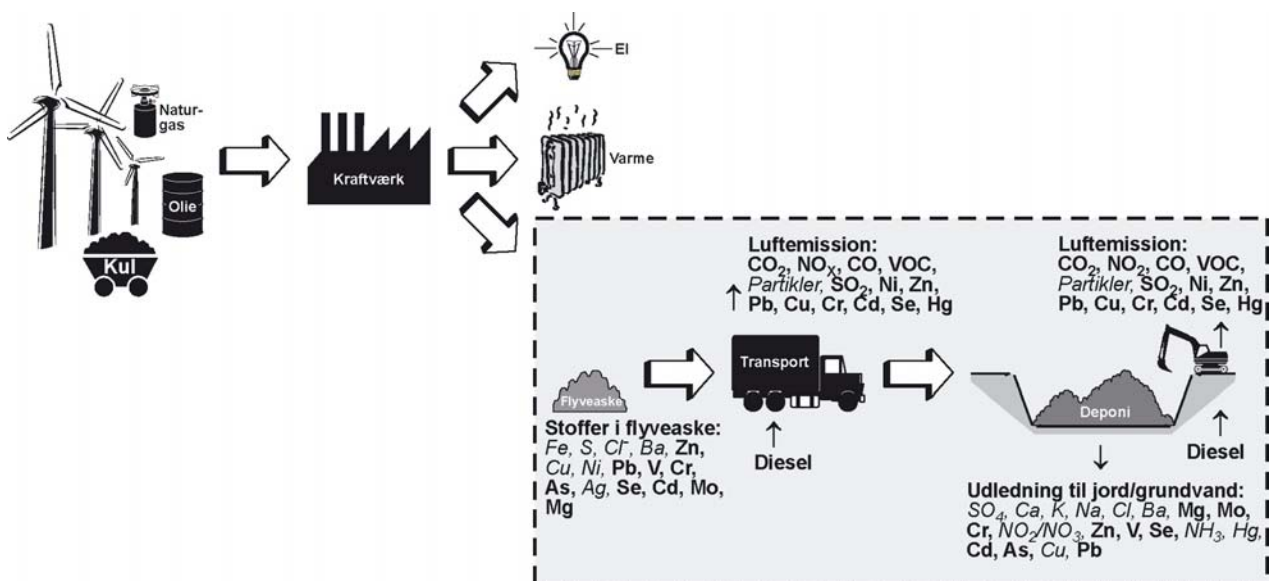 El
Natur-
gas
Varme
Kraftværk
Olie
Kul
Luftemission:
CO₂, NOₓ, CO, VOC,
Partikler, SO₂, Ni, Zn,
Pb, Cu, Cr, Cd, Se, Hg
Luftemission:
CO₂, NO₂, CO, VOC,
Partikler, SO₂, Ni, Zn,
Pb, Cu, Cr, Cd, Se, Hg
Transport
Flyveaske
Deponi
Stoffer i flyveaske:
Fe, S, Cl⁻, Ba, Zn,
Cu, Ni, Pb, V, Cr,
As, Ag, Se, Cd, Mo,
Mg
Diesel
Diesel
Udledning til jord/grundvand:
SO₄, Ca, K, Na, Cl, Ba, Mg, Mo,
Cr, NO₂/NO₃, Zn, V, Se, NH₃, Hg,
Cd, As, Cu, Pb